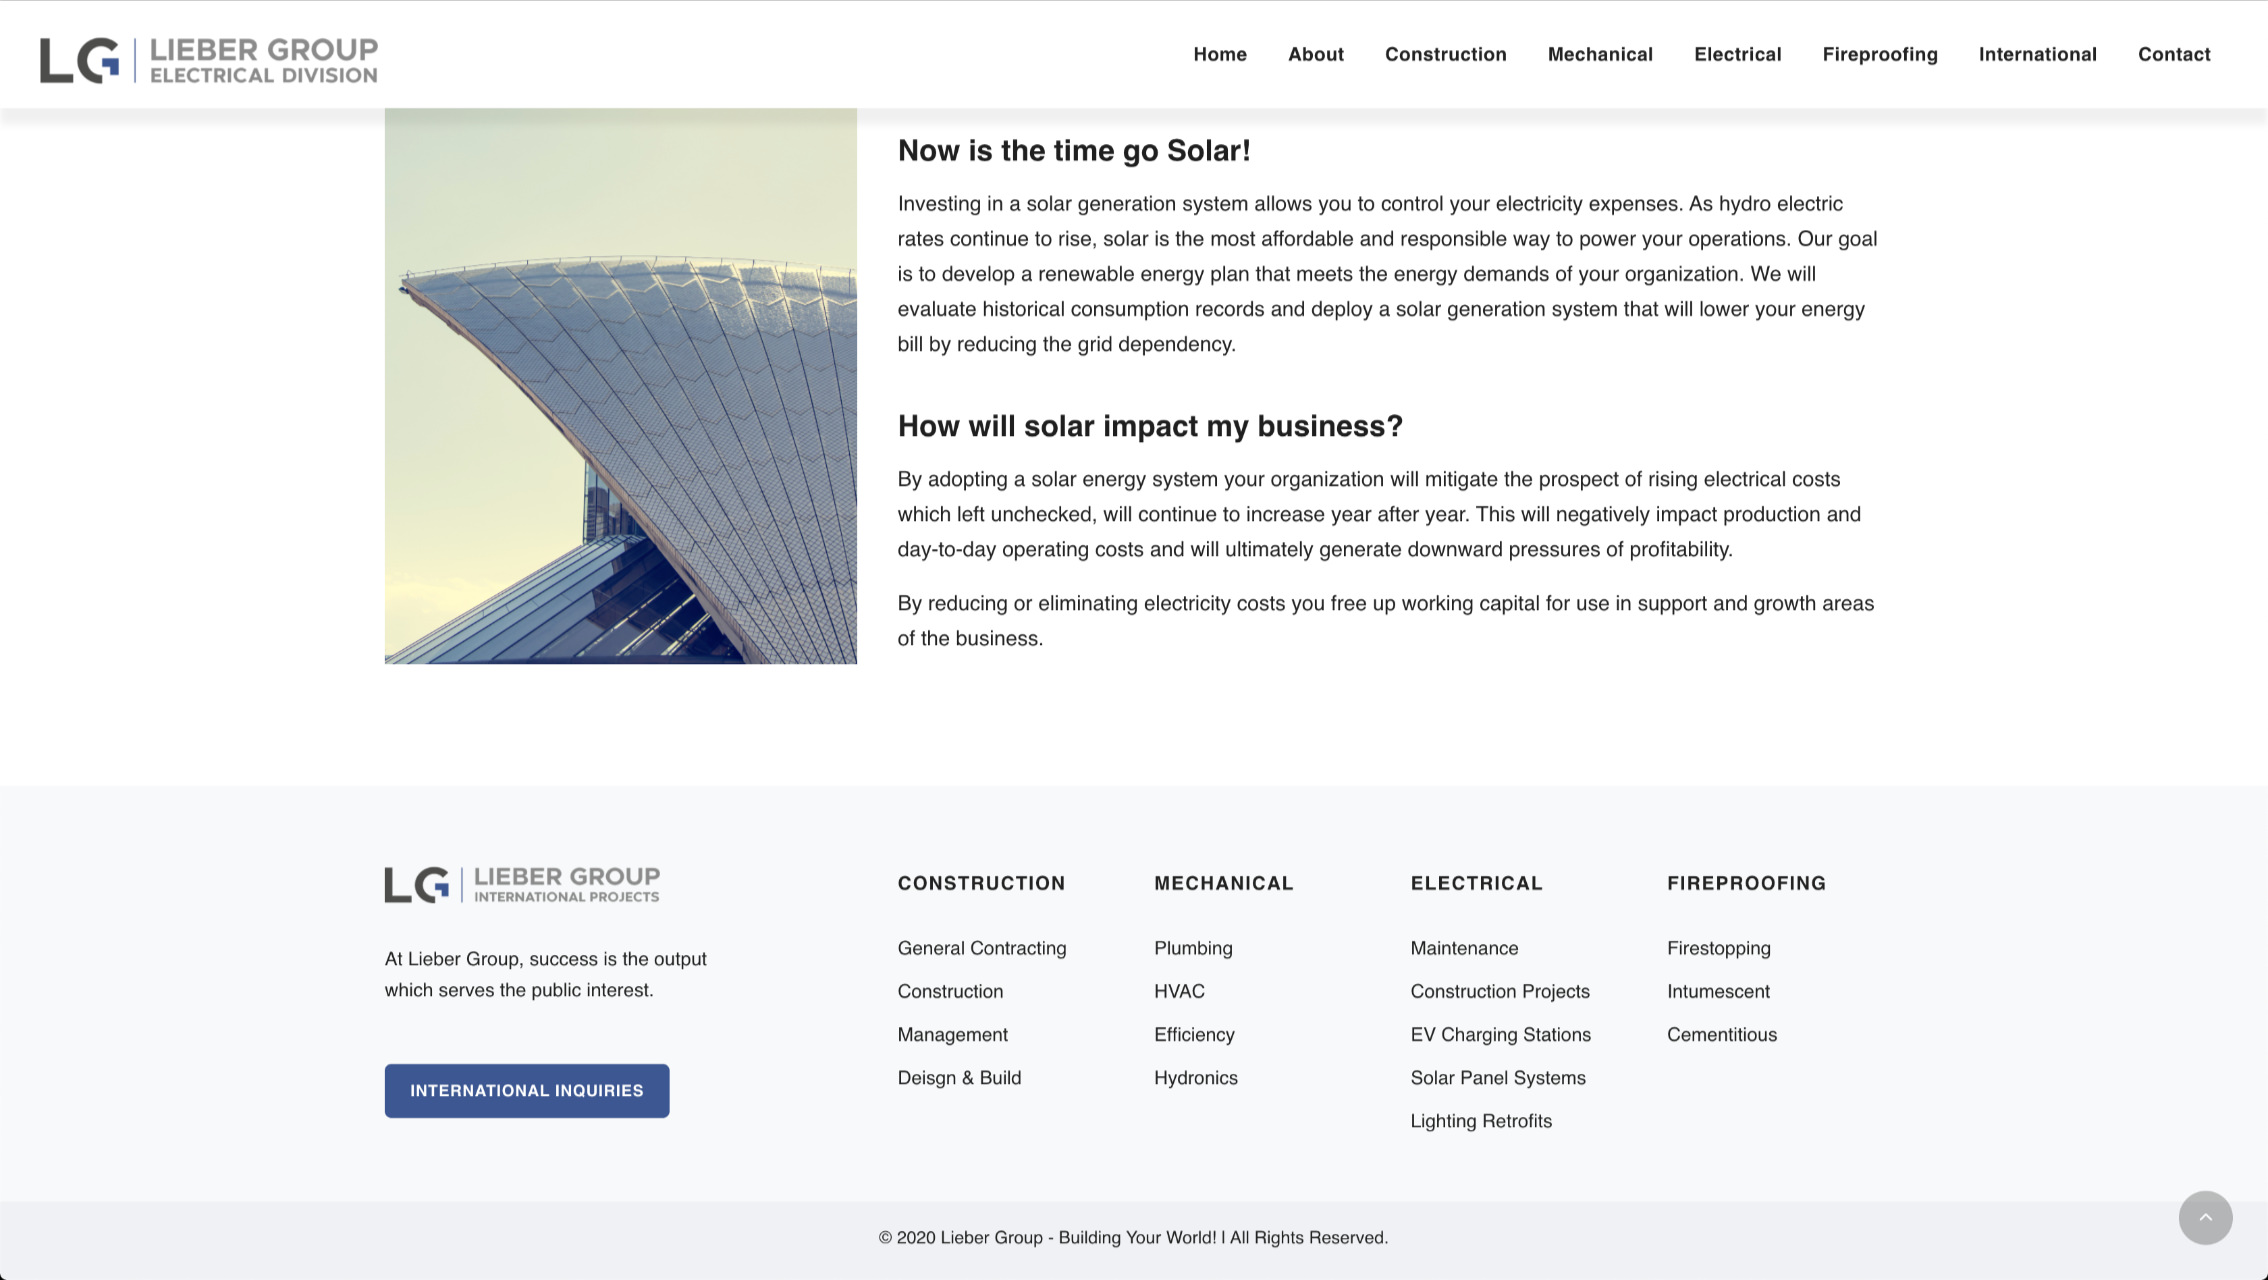 LG | LIEBER GROUP
ELECTRICAL DIVISION
Home About Construction Mechanical Electrical Fireproofing International Contact
Now is the time go Solar!
Investing in a solar generation system allows you to control your electricity expenses. As hydro electric
rates continue to rise, solar is the most affordable and responsible way to power your operations. Our goal
is to develop a renewable energy plan that meets the energy demands of your organization. We will
evaluate historical consumption records and deploy a solar generation system that will lower your energy
bill by reducing the grid dependency.
How will solar impact my business?
By adopting a solar energy system your organization will mitigate the prospect of rising electrical costs
which left unchecked, will continue to increase year after year. This will negatively impact production and
day-to-day operating costs and will ultimately generate downward pressures of profitability.
By reducing or eliminating electricity costs you free up working capital for use in support and growth areas
of the business.
LG | LIEBER GROUP
INTERNATIONAL PROJECTS
At Lieber Group, success is the output
which serves the public interest.
INTERNATIONAL INQUIRIES
CONSTRUCTION
General Contracting
Construction
Management
Deisgn & Build
MECHANICAL
Plumbing
HVAC
Efficiency
Hydronics
ELECTRICAL
Maintenance
Construction Projects
EV Charging Stations
Solar Panel Systems
Lighting Retrofits
FIREPROOFING
Firestopping
Intumescent
Cementitious
© 2020 Lieber Group - Building Your World! | All Rights Reserved.